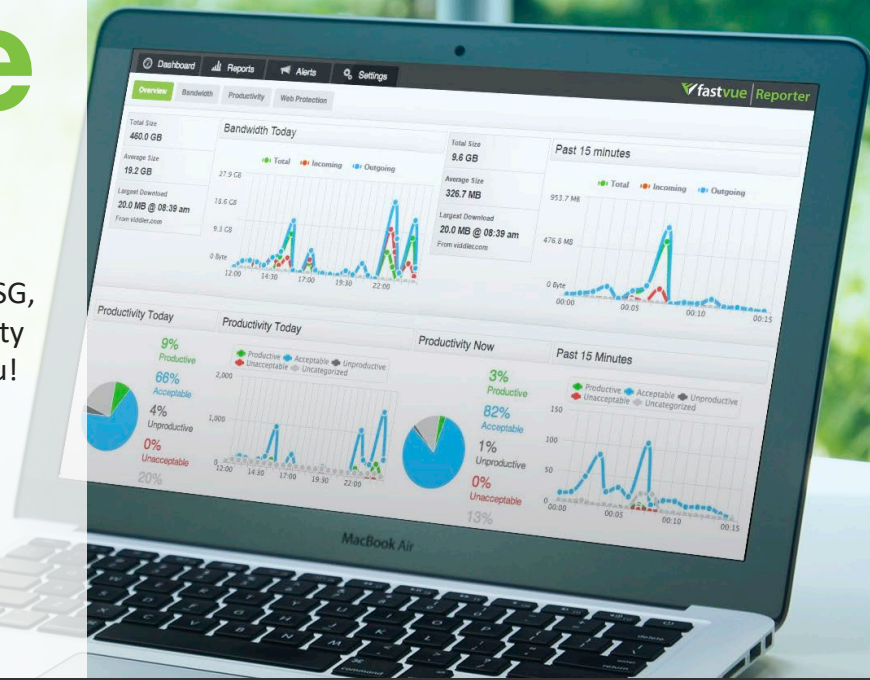 e
SG,
ty
u!
Dashboard Reports Alerts Settings
fastvue Reporter
Overview Bandwidth Productivity Web Protection
Total Size
460.0 GB
Average Size
19.2 GB
Largest Download
20.0 MB @ 08:39 am
From viddler.com
Bandwidth Today
Total Incoming Outgoing
27.9 GB
18.6 GB
9.3 GB
0 Byte
12:00 14:30 17:00 19:30 22:00
Total Size
9.6 GB
Average Size
326.7 MB
Largest Download
20.0 MB @ 08:39 am
From viddler.com
Past 15 minutes
Total Incoming Outgoing
953.7 MB
476.8 MB
0 Byte
00:00 00:05 00:10 00:15
Productivity Today
9%
Productive
66%
Acceptable
4%
Unproductive
0%
Unacceptable
20%
Productivity Today
Productive Acceptable Unproductive
Unacceptable Uncategorized
2,000
1,000
0
12:00 14:30 17:00 19:30 22:00
Productivity Now
3%
Productive
82%
Acceptable
1%
Unproductive
0%
Unacceptable
13%
Past 15 Minutes
Productive Acceptable Unproductive
Unacceptable Uncategorized
150
100
50
0
00:00 00:05 00:10 00:15
MacBook Air
command
delete
return